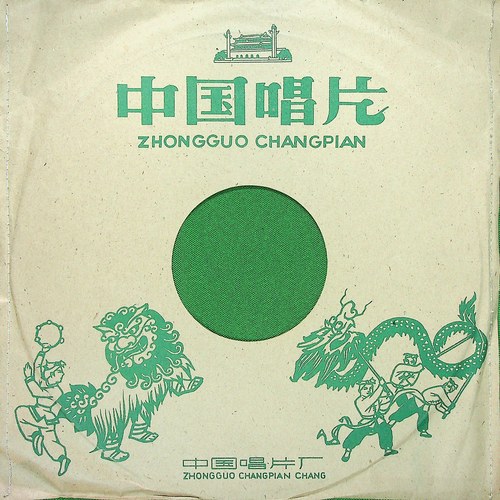 中国唱片
ZHONGGUO CHANGPIAN
中国唱片厂
ZHONGGUO CHANGPIAN CHANG